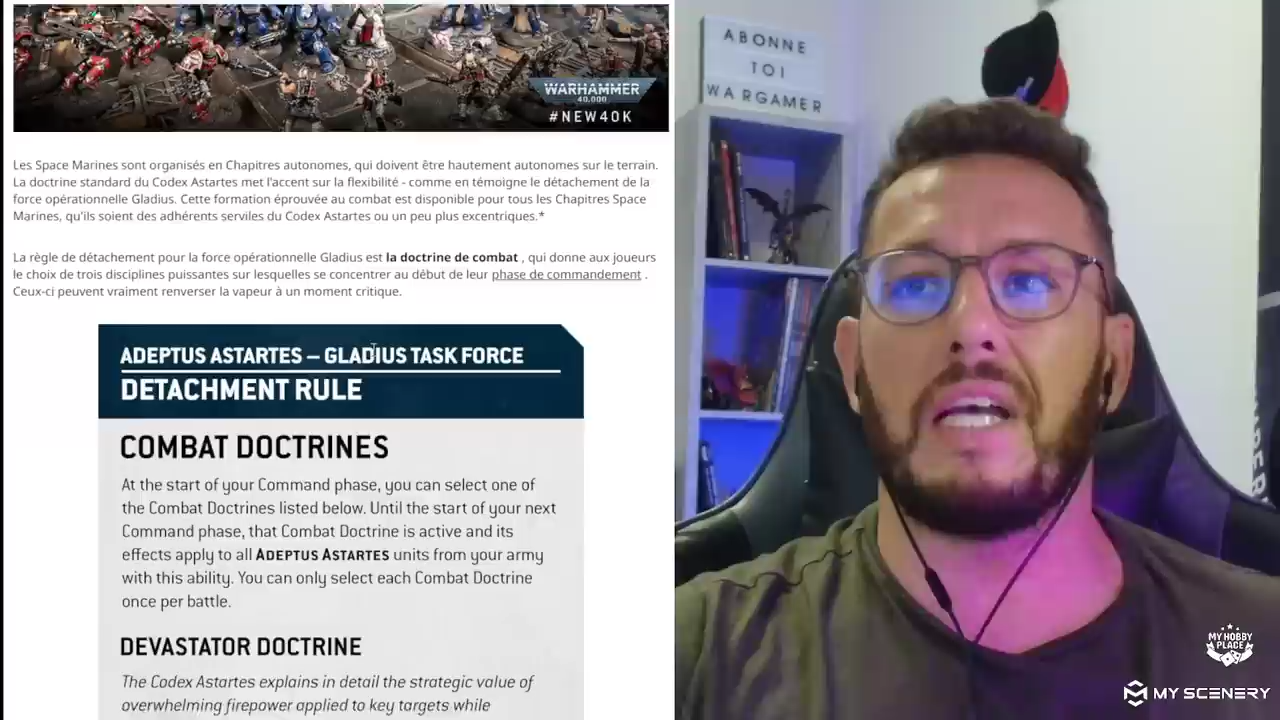 WARHAMMER
40,000
#NEW40K
Les Space Marines sont organisés en Chapitres autonomes, qui doivent être hautement autonomes sur le terrain.
La doctrine standard du Codex Astartes met l'accent sur la flexibilité - comme en témoigne le détachement de la
force opérationnelle Gladius. Cette formation éprouvée au combat est disponible pour tous les Chapitres Space
Marines, qu'ils soient des adhérents serviles du Codex Astartes ou un peu plus excentriques.*
La règle de détachement pour la force opérationnelle Gladius est la doctrine de combat , qui donne aux joueurs
le choix de trois disciplines puissantes sur lesquelles se concentrer au début de leur phase de commandement .
Ceux-ci peuvent vraiment renverser la vapeur à un moment critique.
ADEPTUS ASTARTES – GLADIUS TASK FORCE
DETACHMENT RULE
COMBAT DOCTRINES
At the start of your Command phase, you can select one of
the Combat Doctrines listed below. Until the start of your next
Command phase, that Combat Doctrine is active and its
effects apply to all ADEPTUS ASTARTES units from your army
with this ability. You can only select each Combat Doctrine
once per battle.
DEVASTATOR DOCTRINE
The Codex Astartes explains in detail the strategic value of
overwhelming firepower applied to key targets while
ABONNE
TOI
WARGAMER
MY HOBBY
PLACE
MY SCENERY